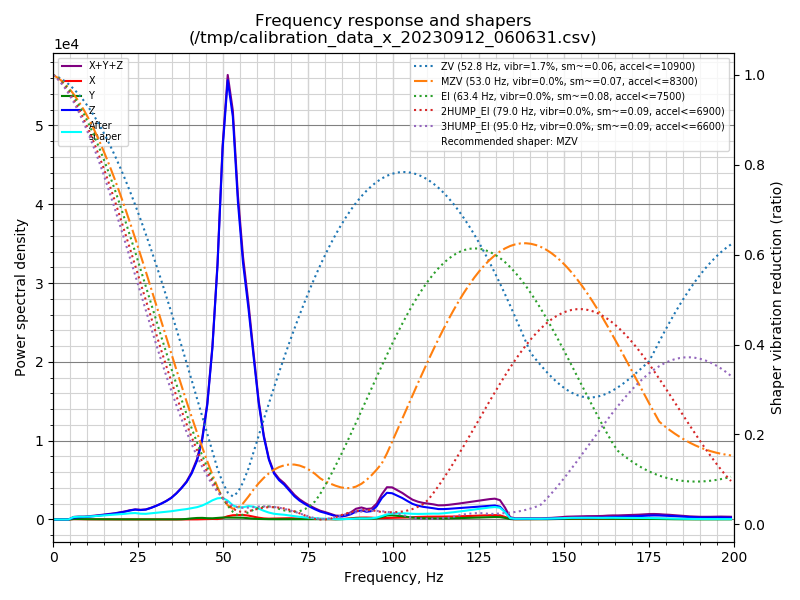 Frequency response and shapers
(/tmp/calibration_data_x_20230912_060631.csv)
1e4
X+Y+Z
X
Y
Z
After
shaper
ZV (52.8 Hz, vibr=1.7%, sm~=0.06, accel<=10900)
MZV (53.0 Hz, vibr=0.0%, sm~=0.07, accel<=8300)
EI (63.4 Hz, vibr=0.0%, sm~=0.08, accel<=7500)
2HUMP_EI (79.0 Hz, vibr=0.0%, sm~=0.09, accel<=6900)
3HUMP_EI (95.0 Hz, vibr=0.0%, sm~=0.09, accel<=6600)
Recommended shaper: MZV
Power spectral density
5
4
3
2
1
0
1.0
0.8
0.6
0.4
0.2
0.0
Shaper vibration reduction (ratio)
0 25 50 75 100 125 150 175 200
Frequency, Hz